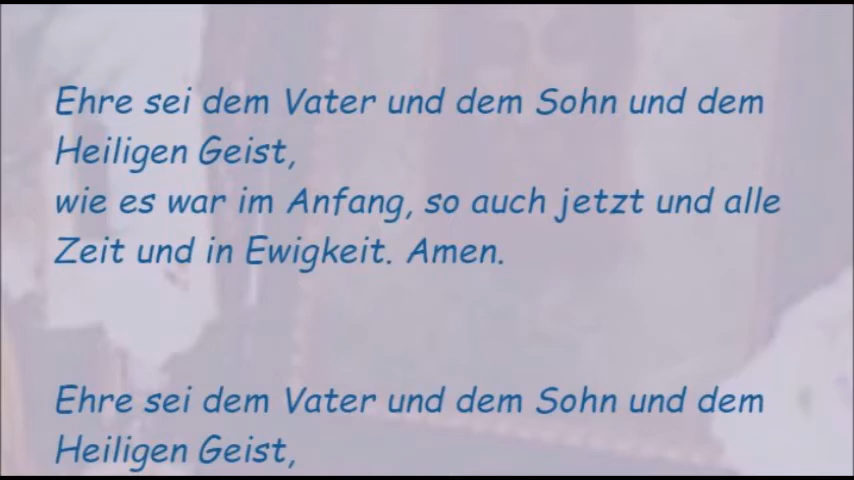 Ehre sei dem Vater und dem Sohn und dem
Heiligen Geist,
wie es war im Anfang, so auch jetzt und alle
Zeit und in Ewigkeit. Amen.
Ehre sei dem Vater und dem Sohn und dem
Heiligen Geist,